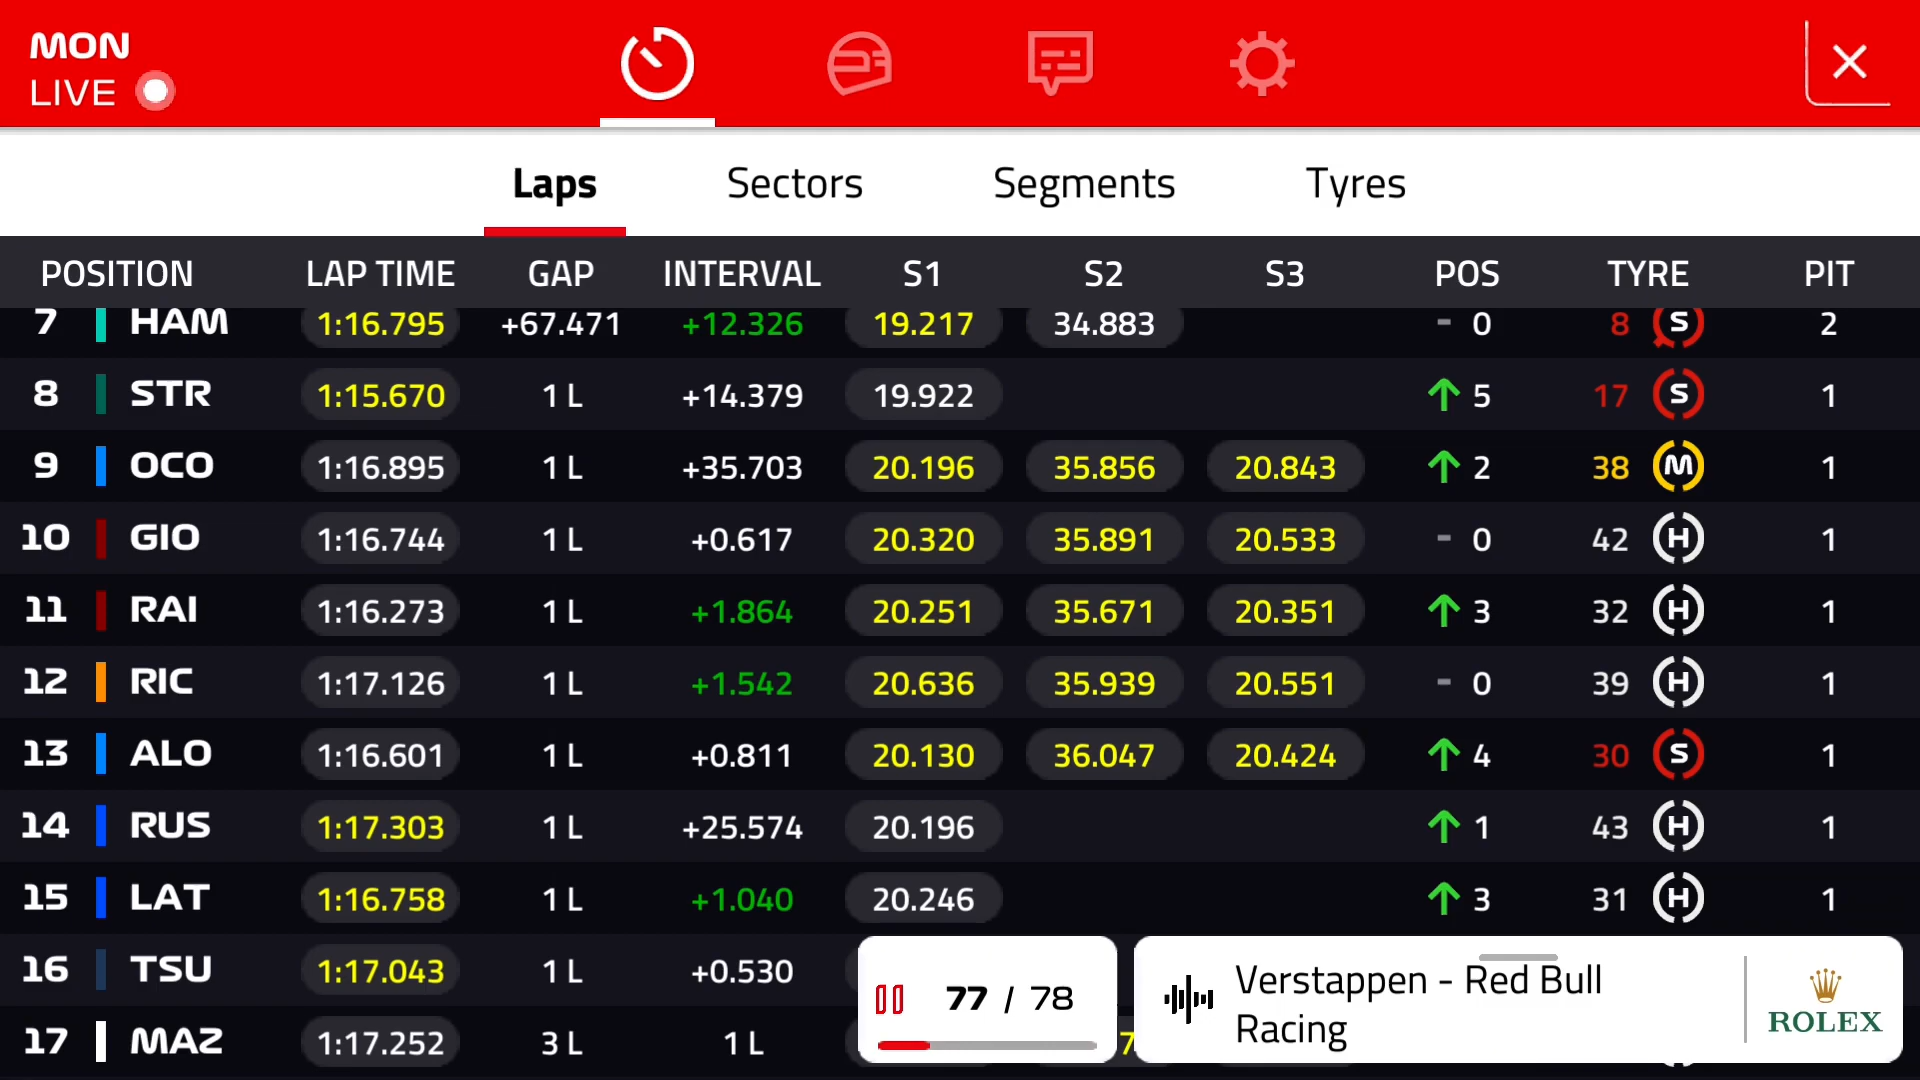 MON
LIVE
Laps Sectors Segments Tyres
POSITION LAP TIME GAP INTERVAL S1 S2 S3 POS TYRE PIT
7 HAM 1:16.795 +67.471 +12.326 19.217 34.883 - 0 8 S 2
8 STR 1:15.670 1 L +14.379 19.922 5 17 S 1
9 OCO 1:16.895 1 L +35.703 20.196 35.856 20.843 2 38 M 1
10 GIO 1:16.744 1 L +0.617 20.320 35.891 20.533 - 0 42 H 1
11 RAI 1:16.273 1 L +1.864 20.251 35.671 20.351 3 32 H 1
12 RIC 1:17.126 1 L +1.542 20.636 35.939 20.551 - 0 39 H 1
13 ALO 1:16.601 1 L +0.811 20.130 36.047 20.424 4 30 S 1
14 RUS 1:17.303 1 L +25.574 20.196 1 43 H 1
15 LAT 1:16.758 1 L +1.040 20.246 3 31 H 1
16 TSU 1:17.043 1 L +0.530
17 MAZ 1:17.252 3 L 1 L
77 / 78
Verstappen - Red Bull
Racing
ROLEX